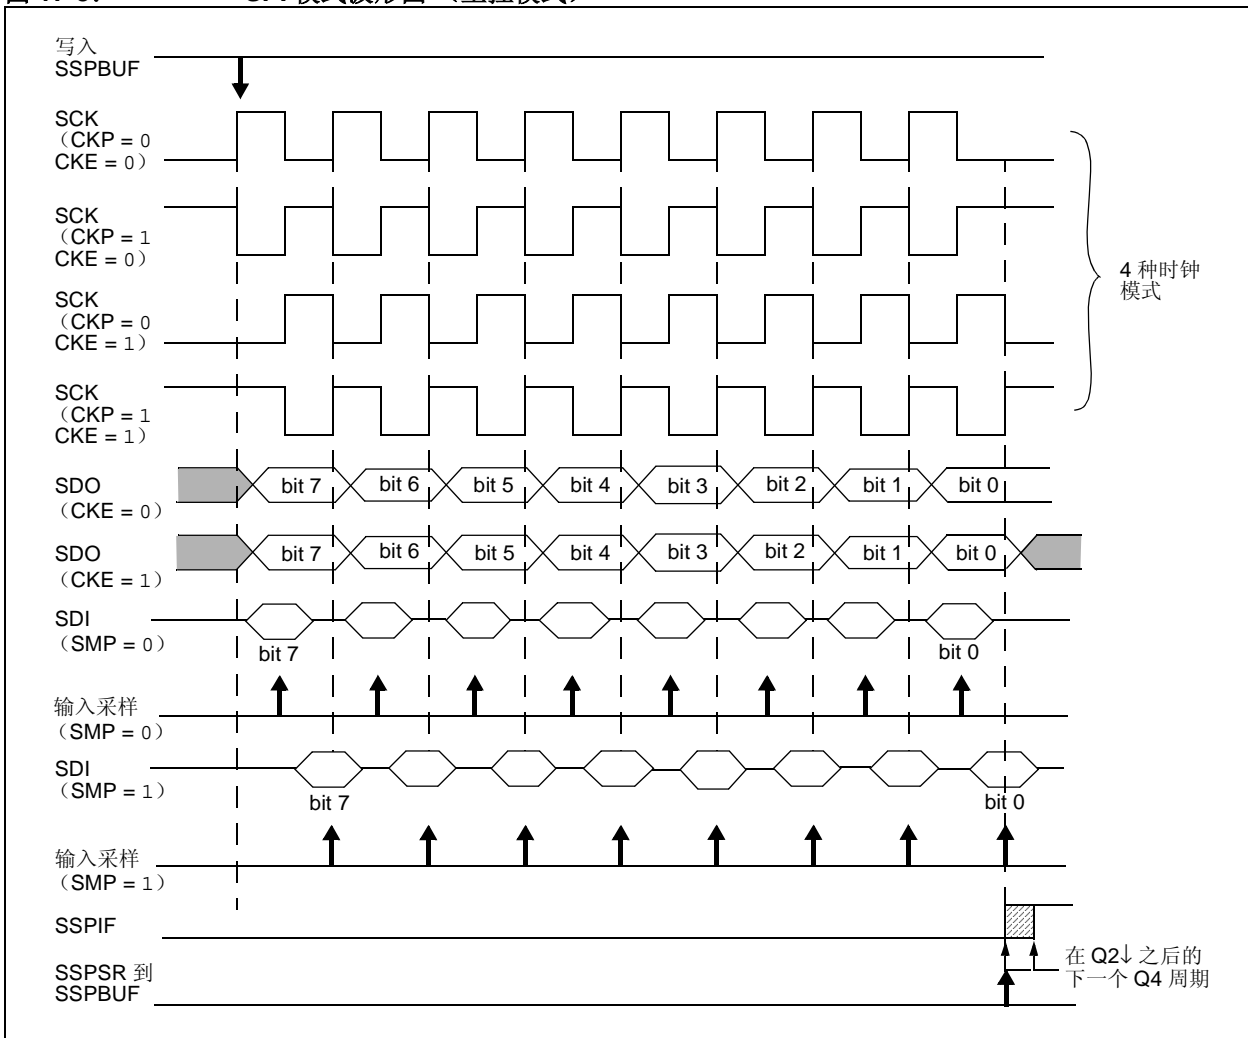 写入
SSPBUF
SCK
（CKP = 0
CKE = 0）
SCK
（CKP = 1
CKE = 0）
SCK
（CKP = 0
CKE = 1）
SCK
（CKP = 1
CKE = 1）
4 种时钟
模式
SDO
（CKE = 0）
bit 7 bit 6 bit 5 bit 4 bit 3 bit 2 bit 1 bit 0
SDO
（CKE = 1）
bit 7 bit 6 bit 5 bit 4 bit 3 bit 2 bit 1 bit 0
SDI
（SMP = 0）
bit 7 bit 0
输入采样
（SMP = 0）
SDI
（SMP = 1）
bit 7 bit 0
输入采样
（SMP = 1）
SSPIF
SSPSR 到
SSPBUF
在 Q2↓ 之后的
下一个 Q4 周期